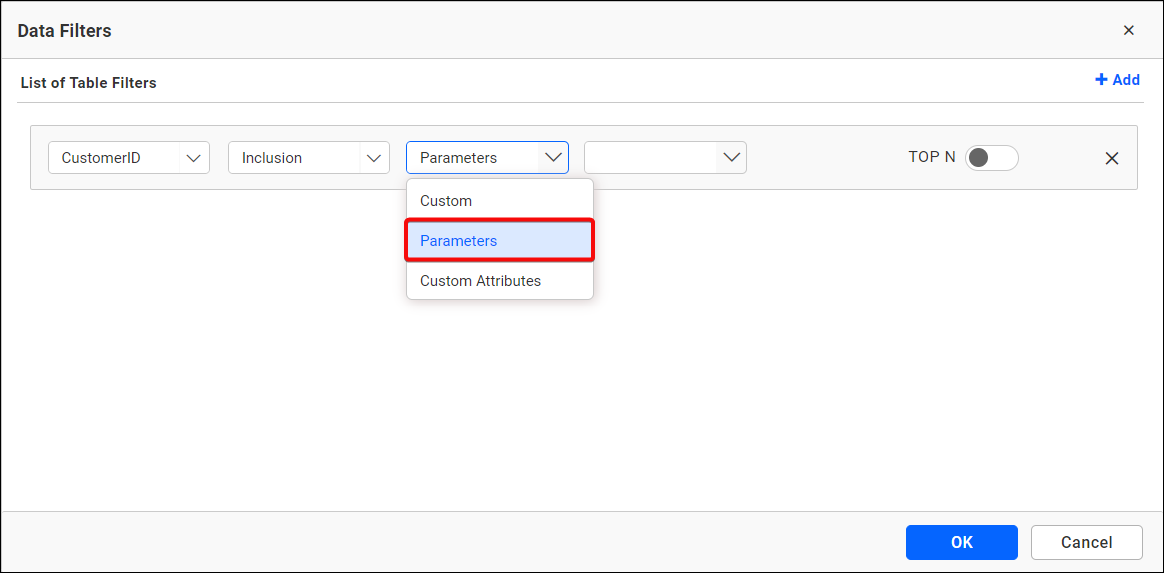 Data Filters
List of Table Filters
+ Add
CustomerID
Inclusion
Parameters
TOP N
Custom
Parameters
Custom Attributes
OK
Cancel